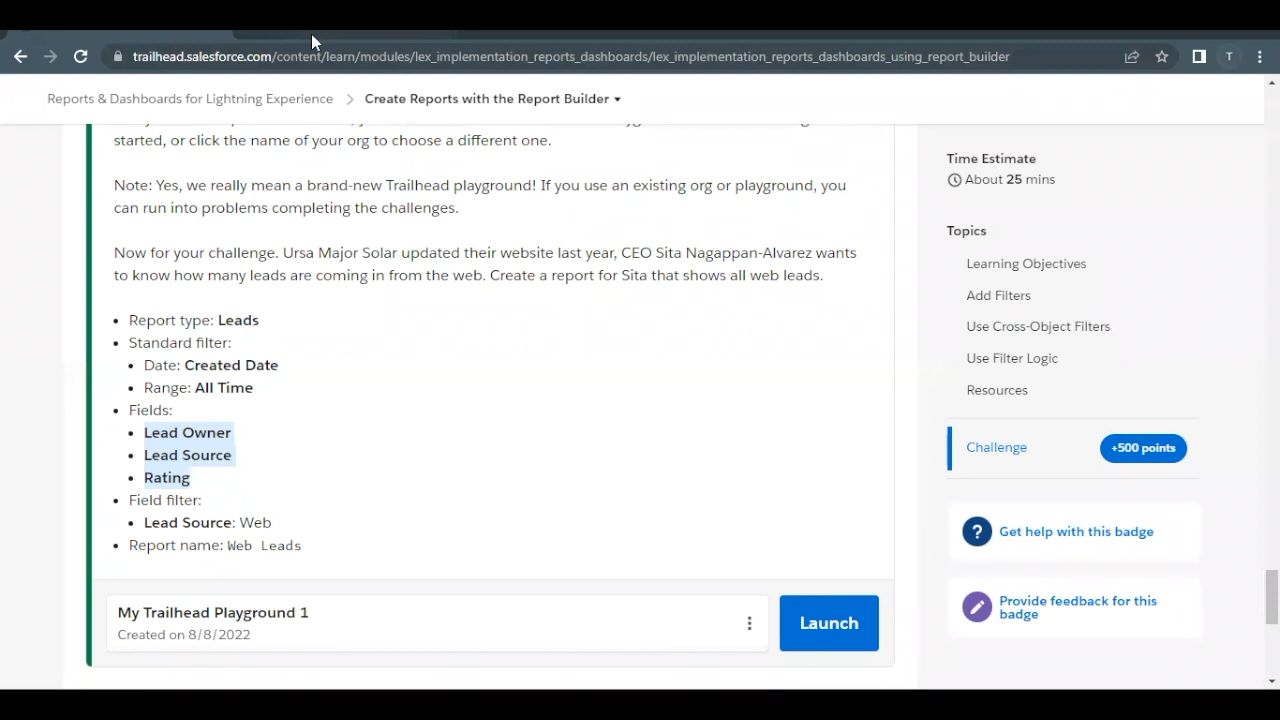 trailhead.salesforce.com/content/learn/modules/lex_implementation_reports_dashboards/lex_implementation_reports_dashboards_using_report_builder
T
Reports & Dashboards for Lightning Experience
Create Reports with the Report Builder
started, or click the name of your org to choose a different one.
Note: Yes, we really mean a brand-new Trailhead playground! If you use an existing org or playground, you
can run into problems completing the challenges.
Now for your challenge. Ursa Major Solar updated their website last year, CEO Sita Nagappan-Alvarez wants
to know how many leads are coming in from the web. Create a report for Sita that shows all web leads.
• Report type: Leads
• Standard filter:
• Date: Created Date
• Range: All Time
• Fields:
• Lead Owner
• Lead Source
• Rating
• Field filter:
• Lead Source: Web
• Report name: Web Leads
My Trailhead Playground 1
Created on 8/8/2022
Launch
Time Estimate
About 25 mins
Topics
Learning Objectives
Add Filters
Use Cross-Object Filters
Use Filter Logic
Resources
Challenge
+500 points
? Get help with this badge
Provide feedback for this
badge